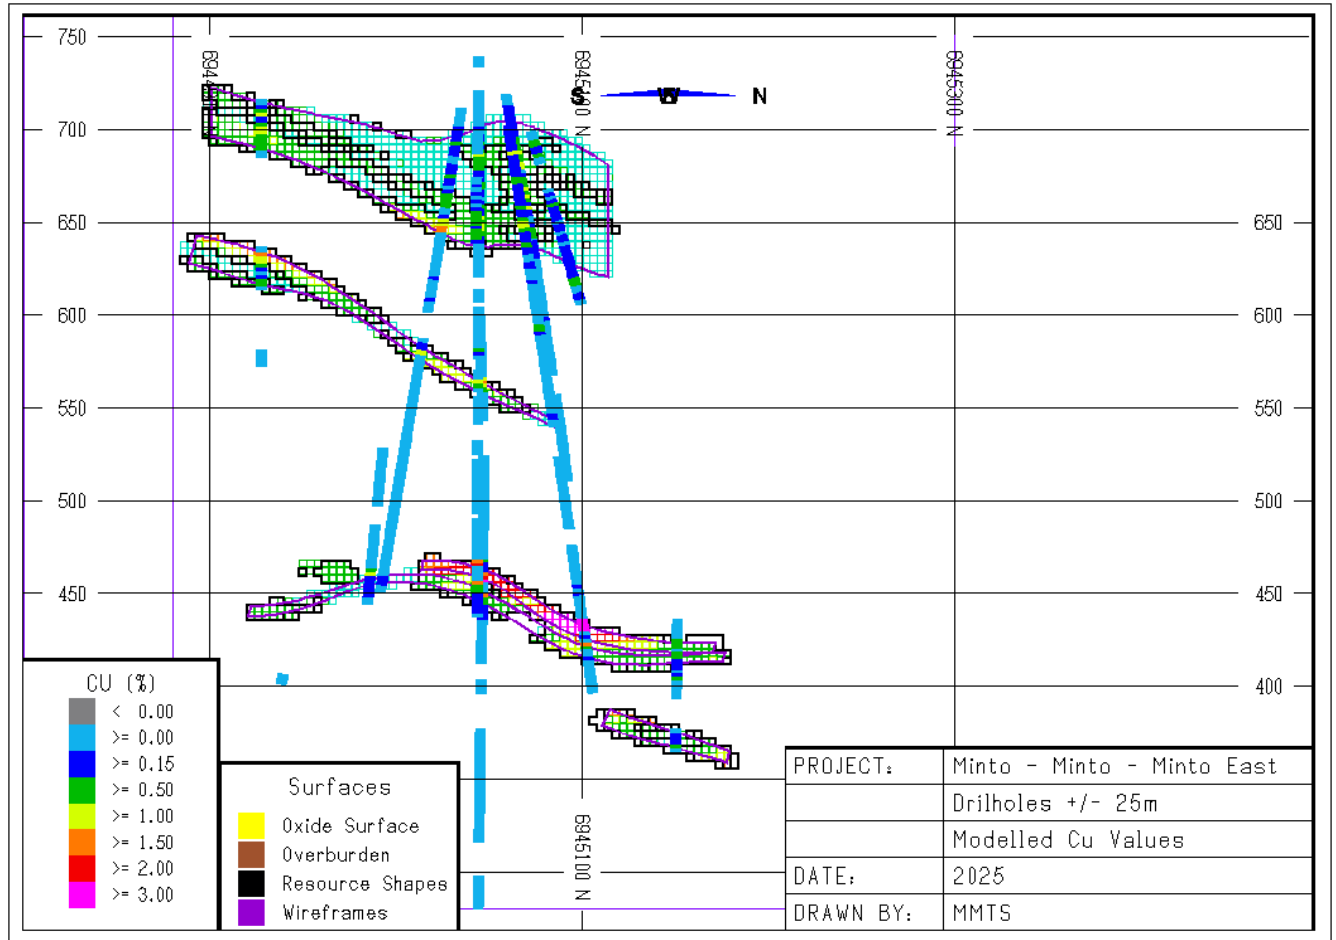 750
700
650
600
550
500
450
650
600
550
500
450
400
6945100 N
6945200 N
S
N
CU (%)
< 0.00
>= 0.00
>= 0.15
>= 0.50
>= 1.00
>= 1.50
>= 2.00
>= 3.00
Surfaces
Oxide Surface
Overburden
Resource Shapes
Wireframes
6945100 N
PROJECT: Minto - Minto - Minto East
Drilholes +/- 25m
Modelled Cu Values
DATE: 2025
DRAWN BY: MMTS